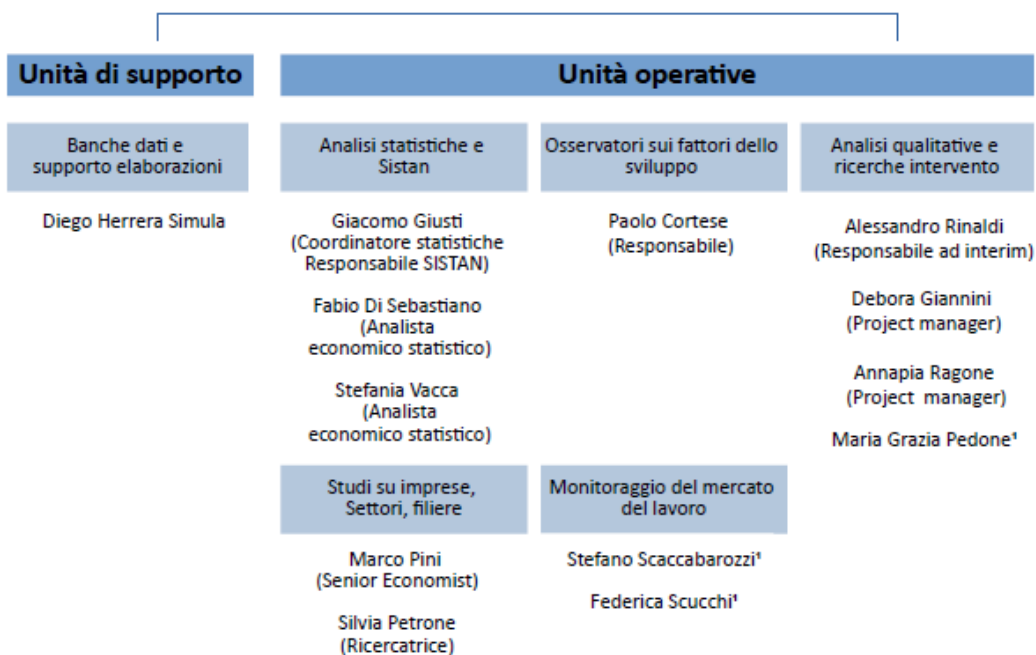 Unità di supporto
Unità operative
Banche dati e
supporto elaborazioni
Diego Herrera Simula
Analisi statistiche e
Sistan
Giacomo Giusti
(Coordinatore statistiche
Responsabile SISTAN)
Fabio Di Sebastiano
(Analista
economico statistico)
Stefania Vacca
(Analista
economico statistico)
Osservatori sui fattori dello
sviluppo
Paolo Cortese
(Responsabile)
Analisi qualitative e
ricerche intervento
Alessandro Rinaldi
(Responsabile ad interim)
Debora Giannini
(Project manager)
Annapia Ragone
(Project manager)
Maria Grazia Pedone¹
Studi su imprese,
Settori, filiere
Marco Pini
(Senior Economist)
Silvia Petrone
(Ricercatrice)
Monitoraggio del mercato
del lavoro
Stefano Scaccabarozzi¹
Federica Scucchi¹